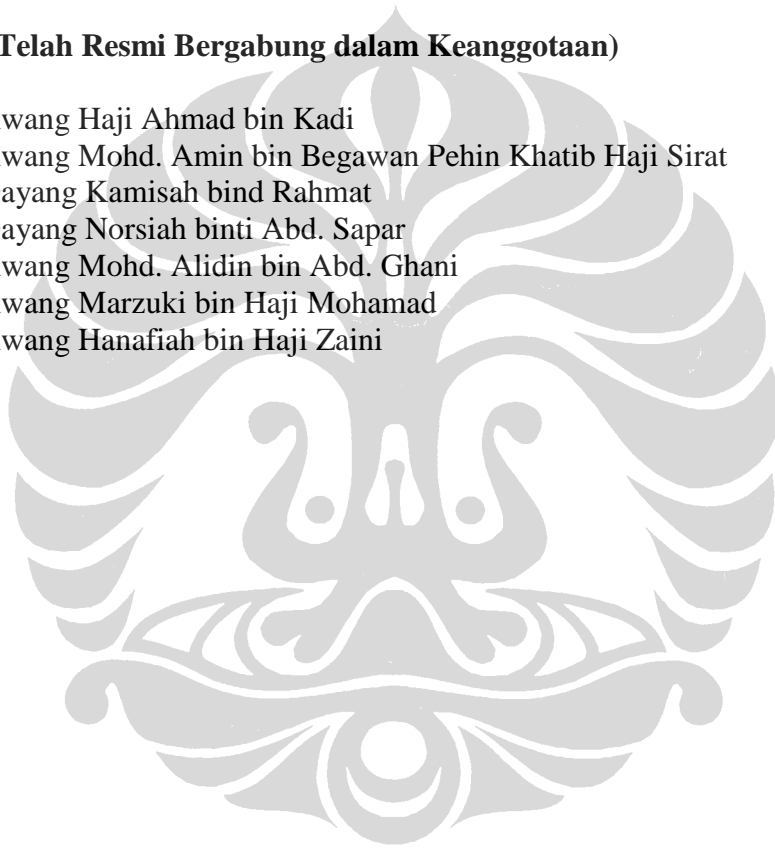 Telah Resmi Bergabung dalam Keanggotaan)
wang Haji Ahmad bin Kadi
wang Mohd. Amin bin Begawan Pehin Khatib Haji Sirat
ayang Kamisah bind Rahmat
ayang Norsiah binti Abd. Sapar
wang Mohd. Alidin bin Abd. Ghani
wang Marzuki bin Haji Mohamad
wang Hanafiah bin Haji Zaini